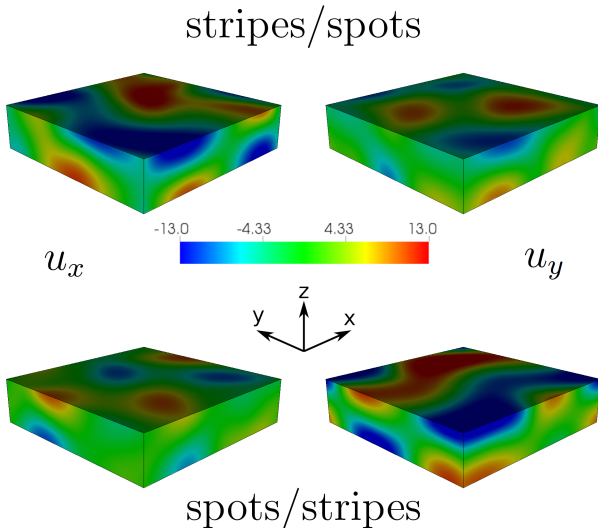 stripes/spots
-13.0 -4.33 4.33 13.0
u_x
u_y
z
y
x
spots/stripes